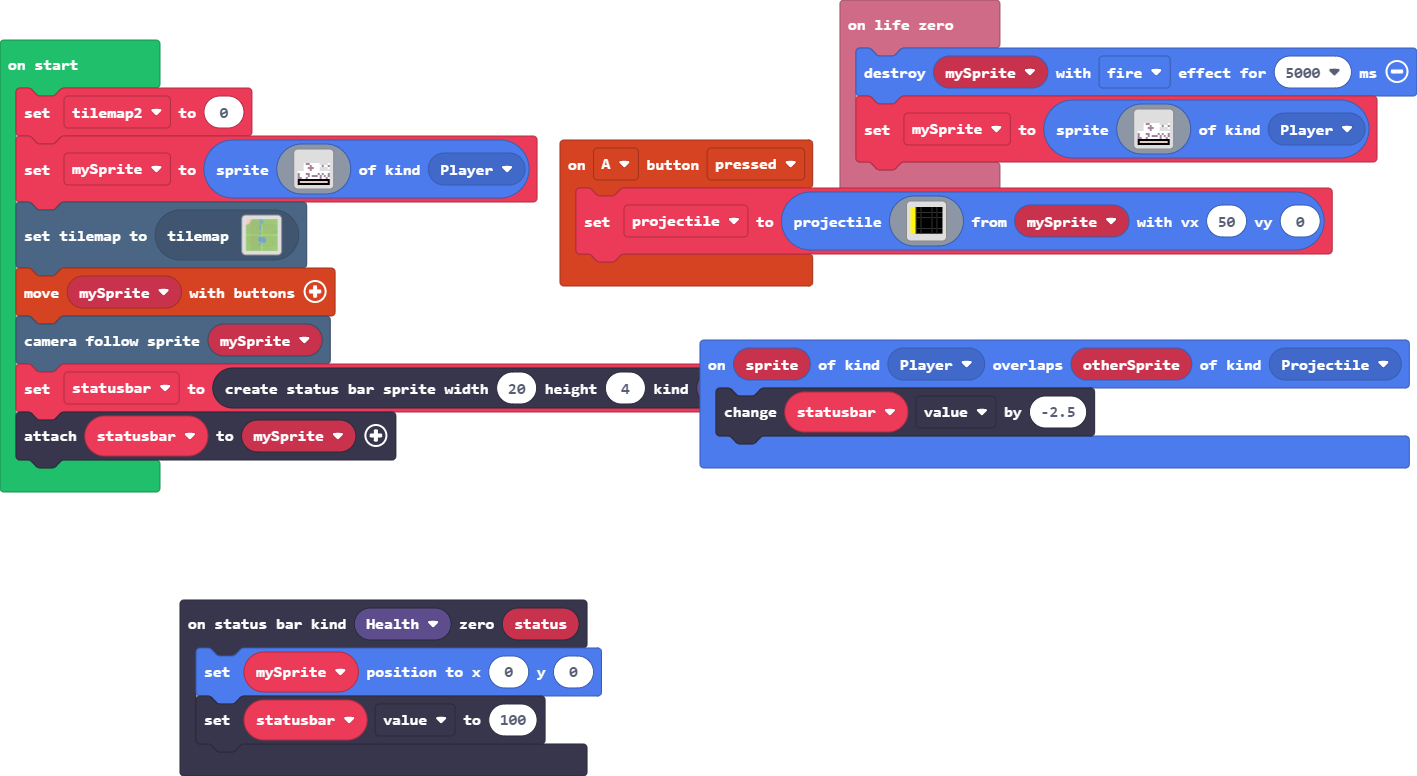 on start
set tilemap2 to 0
set mySprite to sprite of kind Player
set tilemap to tilemap
move mySprite with buttons
camera follow sprite mySprite
set statusbar to create status bar sprite width 20 height 4 kind
attach statusbar to mySprite
on life zero
destroy mySprite with fire effect for 5000 ms
set mySprite to sprite of kind Player
on A button pressed
set projectile to projectile from mySprite with vx 50 vy 0
on sprite of kind Player overlaps otherSprite of kind Projectile
change statusbar value by -2.5
on status bar kind Health zero status
set mySprite position to x 0 y 0
set statusbar value to 100